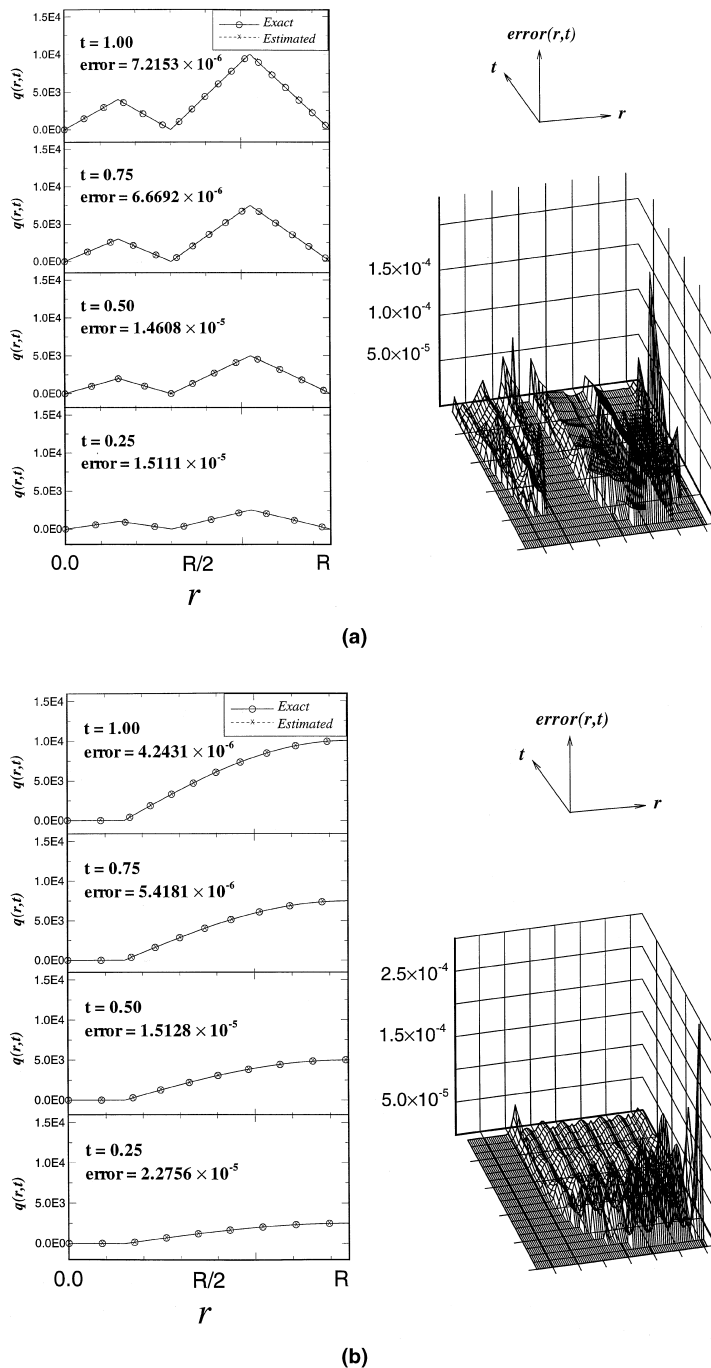 1.5E4
1.0E4
5.0E3
0.0E0
q(r,t)
t = 1.00
error = 7.2153 × 10⁻⁶
Exact
Estimated
1.5E4
1.0E4
5.0E3
0.0E0
q(r,t)
t = 0.75
error = 6.6692 × 10⁻⁶
1.5E4
1.0E4
5.0E3
0.0E0
q(r,t)
t = 0.50
error = 1.4608 × 10⁻⁵
1.5E4
1.0E4
5.0E3
0.0E0
q(r,t)
t = 0.25
error = 1.5111 × 10⁻⁵
0.0
R/2
R
r
error(r,t)
t
r
1.5×10⁻⁴
1.0×10⁻⁴
5.0×10⁻⁵
(a)
1.5E4
1.0E4
5.0E3
0.0E0
q(r,t)
t = 1.00
error = 4.2431 × 10⁻⁶
Exact
Estimated
1.5E4
1.0E4
5.0E3
0.0E0
q(r,t)
t = 0.75
error = 5.4181 × 10⁻⁶
1.5E4
1.0E4
5.0E3
0.0E0
q(r,t)
t = 0.50
error = 1.5128 × 10⁻⁵
1.5E4
1.0E4
5.0E3
0.0E0
q(r,t)
t = 0.25
error = 2.2756 × 10⁻⁵
0.0
R/2
R
r
error(r,t)
t
r
2.5×10⁻⁴
1.5×10⁻⁴
5.0×10⁻⁵
(b)